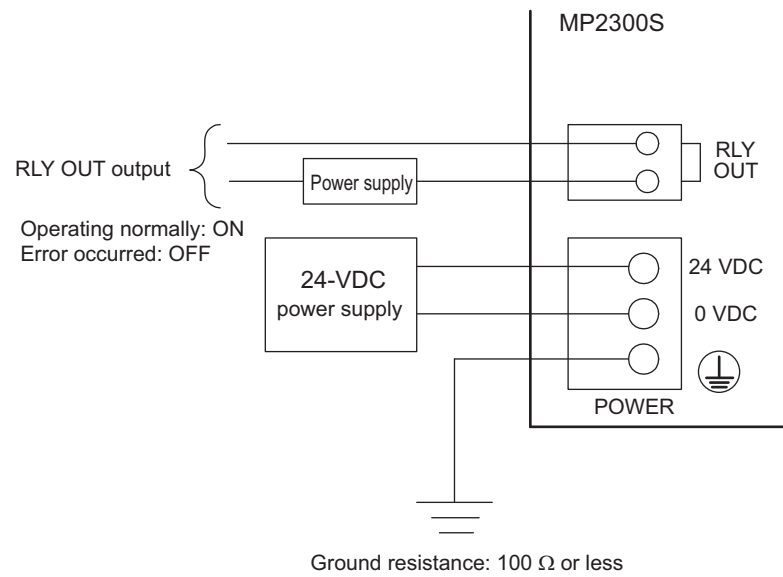 MP2300S
RLY OUT output
Power supply
RLY
OUT
Operating normally: ON
Error occurred: OFF
24-VDC
power supply
24 VDC
0 VDC
POWER
Ground resistance: 100 Ω or less